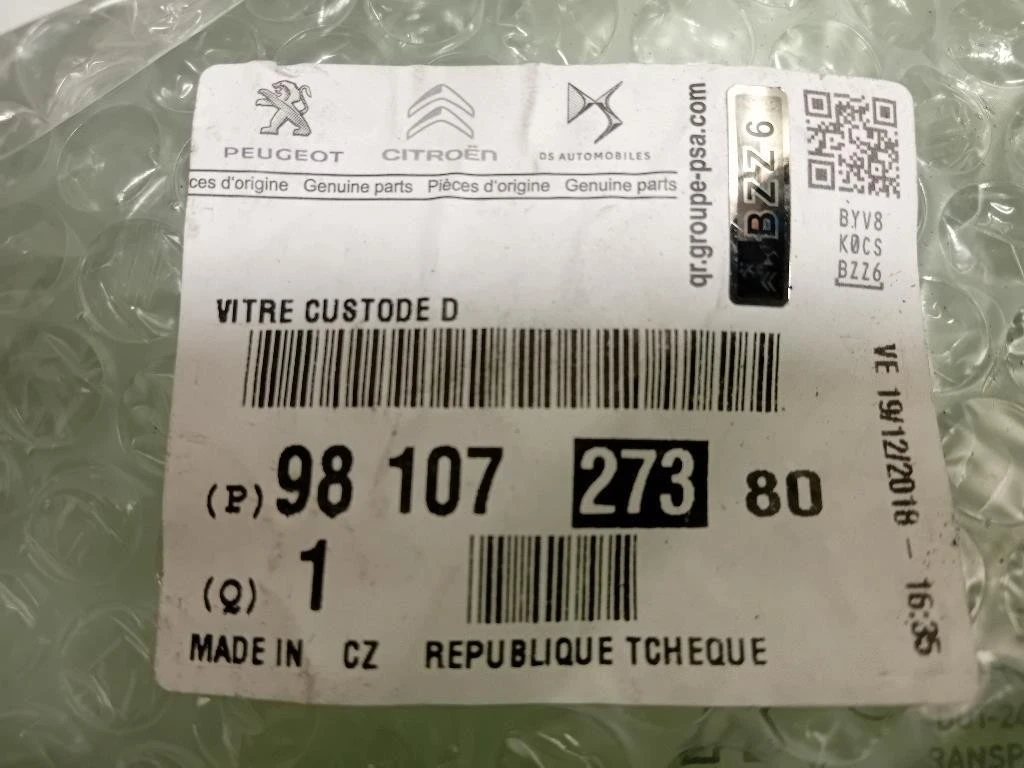 PEUGEOT CITROËN DS AUTOMOBILES
ces d'origine Genuine parts Pièces d'origine Genuine parts
qr.groupe-psa.com
BZZ6
BYV8
K0CS
BZZ6
VITRE CUSTODE D
(P) 98 107 273 80
(Q) 1
MADE IN CZ REPUBLIQUE TCHEQUE
VE 19/12/2018 - 16:35